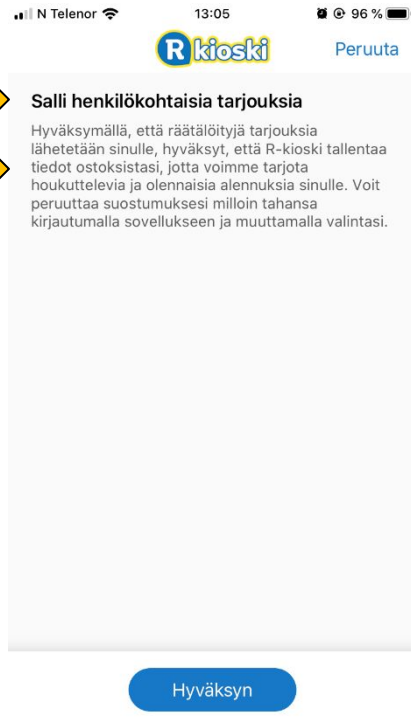 N Telenor 13:05 96 %
R kioski Peruuta
Salli henkilökohtaisia tarjouksia
Hyväksymällä, että räätälöityjä tarjouksia
lähetetään sinulle, hyväksyt, että R-kioski tallentaa
tiedot ostoksistasi, jotta voimme tarjota
houkuttelevia ja olennaisia alennuksia sinulle. Voit
peruuttaa suostumuksesi milloin tahansa
kirjautumalla sovellukseen ja muuttamalla valintasi.
Hyväksyn